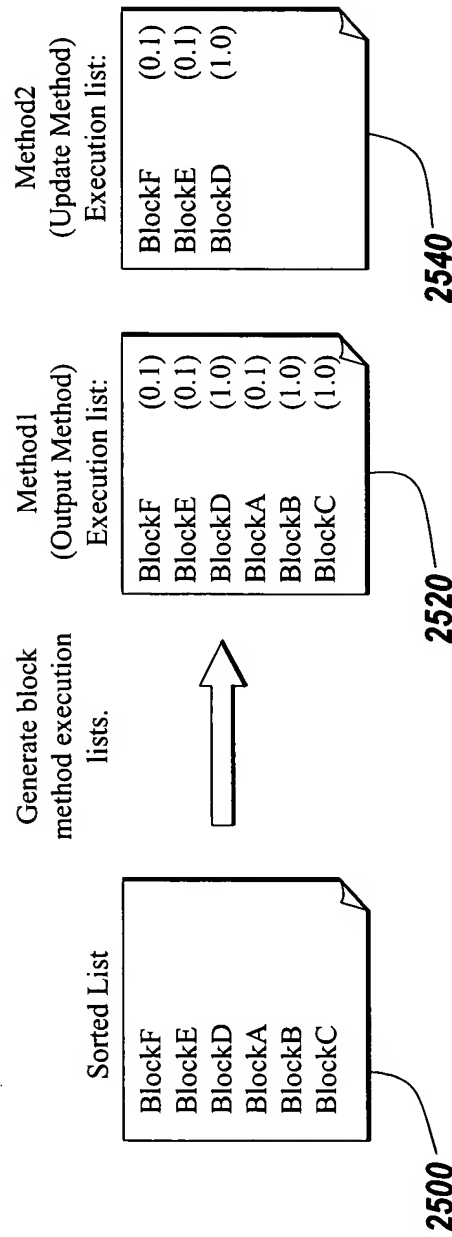 Sorted List
BlockF
BlockE
BlockD
BlockA
BlockB
BlockC
2500
Generate block
method execution
lists.
Method1
(Output Method)
Execution list:
BlockF (0.1)
BlockE (0.1)
BlockD (1.0)
BlockA (0.1)
BlockB (1.0)
BlockC (1.0)
2520
Method2
(Update Method)
Execution list:
BlockF (0.1)
BlockE (0.1)
BlockD (1.0)
2540